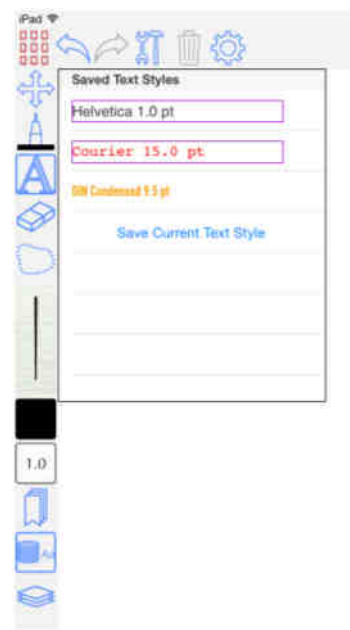 iPad
Saved Text Styles
Helvetica 1.0 pt
Courier 15.0 pt
DIN Condensed 9.5 pt
Save Current Text Style
A
1.0